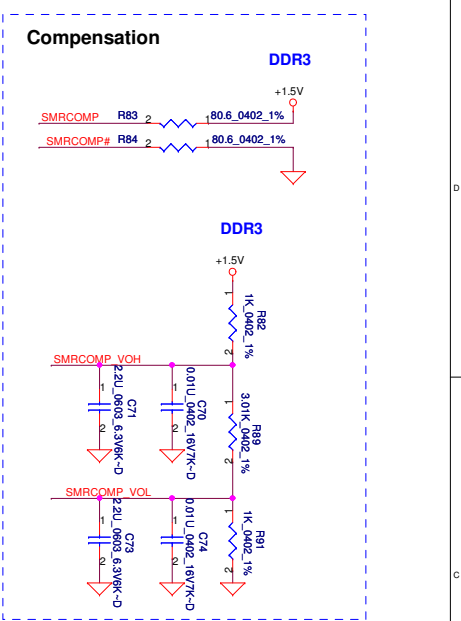 Compensation
DDR3
+1.5V
SMRCOMP R83 2 1 80.6_0402_1%
SMRCOMP# R84 2 1 80.6_0402_1%
D
DDR3
+1.5V
1
R82
1K_0402_1%
2
SMRCOMP_VOH
1
2
C71
2.2U_0603_6.3V6K~D
1
2
C70
0.01U_0402_16V7K~D
1
R89
3.01K_0402_1%
2
SMRCOMP_VOL
1
2
C73
2.2U_0603_6.3V6K~D
1
2
C74
0.01U_0402_16V7K~D
1
R91
1K_0402_1%
2
C